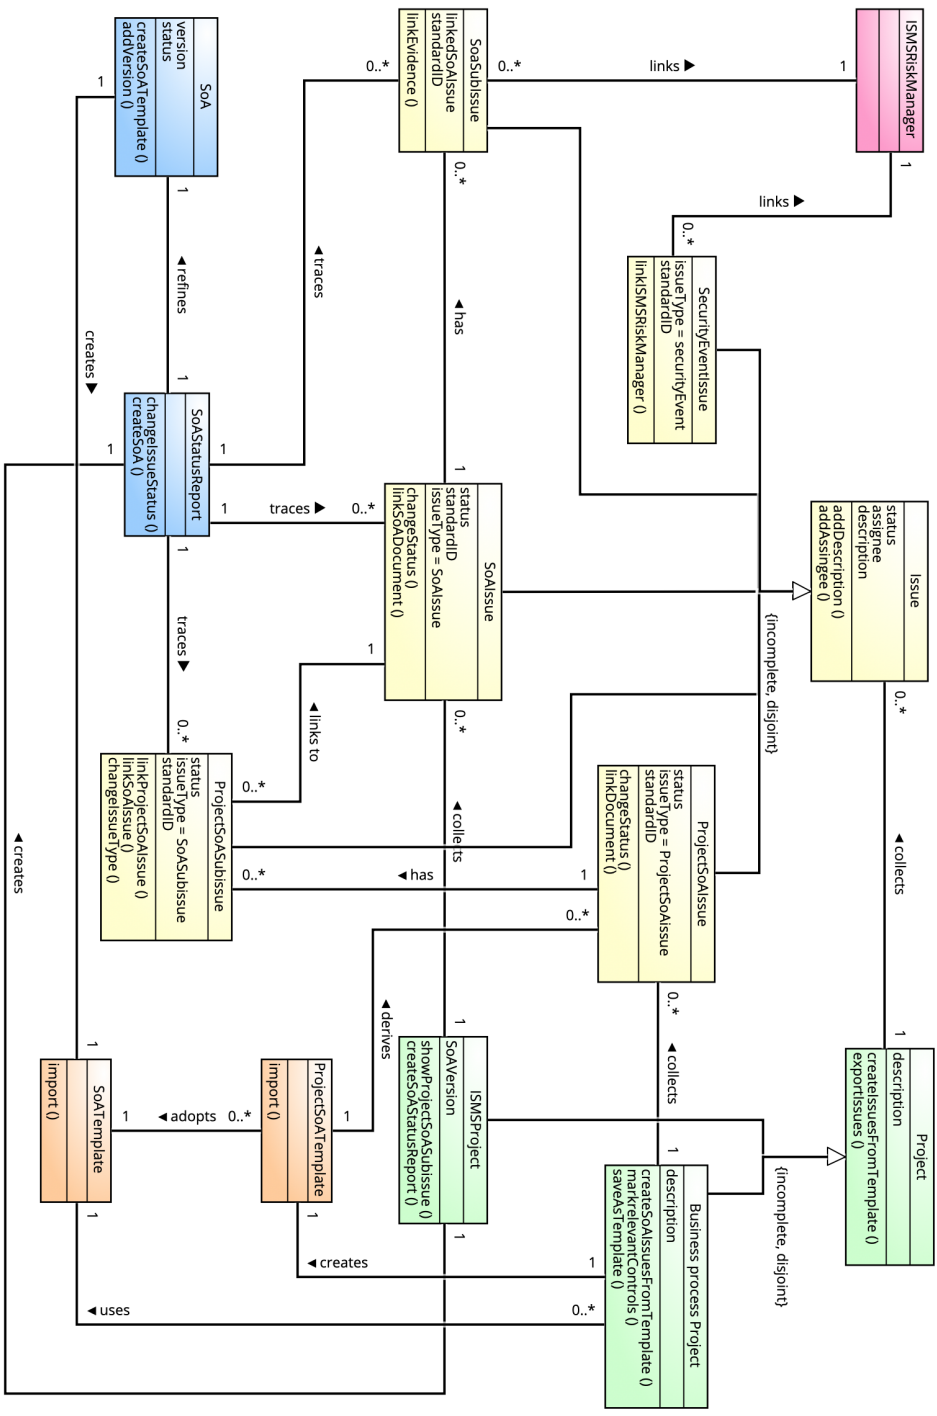 ISMSRiskManager
1
links ▶
0..*
1
links ▶
0..*
SoaSubIssue
linkedSoAIssue
standardID
linkEvidence ()
0..*
0..*
◀ has
1
◀ traces
1
SoA
version
status
createSoATemplate ()
addVersion ()
1
1
◀ refines
1
creates ▶
SecurityEventIssue
issueType = securityEvent
standardID
linkISMSRiskManager ()
Issue
status
assignee
description
addDescription ()
addAssingee ()
0..*
◀ collects
1
{incomplete, disjoint}
SoAIssue
status
standardID
issueType = SoAIssue
changeStatus ()
linkSoADocument ()
0..*
◀ collects
1
1
◀ links to
0..*
SoAStatusReport
changeIssueStatus ()
createSoA ()
1
traces ▶
0..*
1
traces ▶
0..*
1
◀ creates
ProjectSoASubissue
status
issueType = SoASubissue
standardID
linkProjectSoAIssue ()
linkSoAIssue ()
changeIssueType ()
ProjectSoAIssue
status
issueType = ProjectSoAissue
standardID
changeStatus ()
linkDocument ()
1
◀ has
0..*
0..*
◀ derives
1
0..*
◀ collects
1
Project
description
createIssuesFromTemplate ()
exportIssues ()
{incomplete, disjoint}
ISMSProject
SoAVersion
showProjectSoASubissue ()
createSoAStatusReport ()
1
Business process Project
description
createSoAIssuesFromTemplate ()
markrelevantControls ()
saveAsTemplate ()
1
◀ creates
1
0..*
◀ uses
1
ProjectSoATemplate
import ()
0..*
◀ adopts
1
SoATemplate
import ()
1